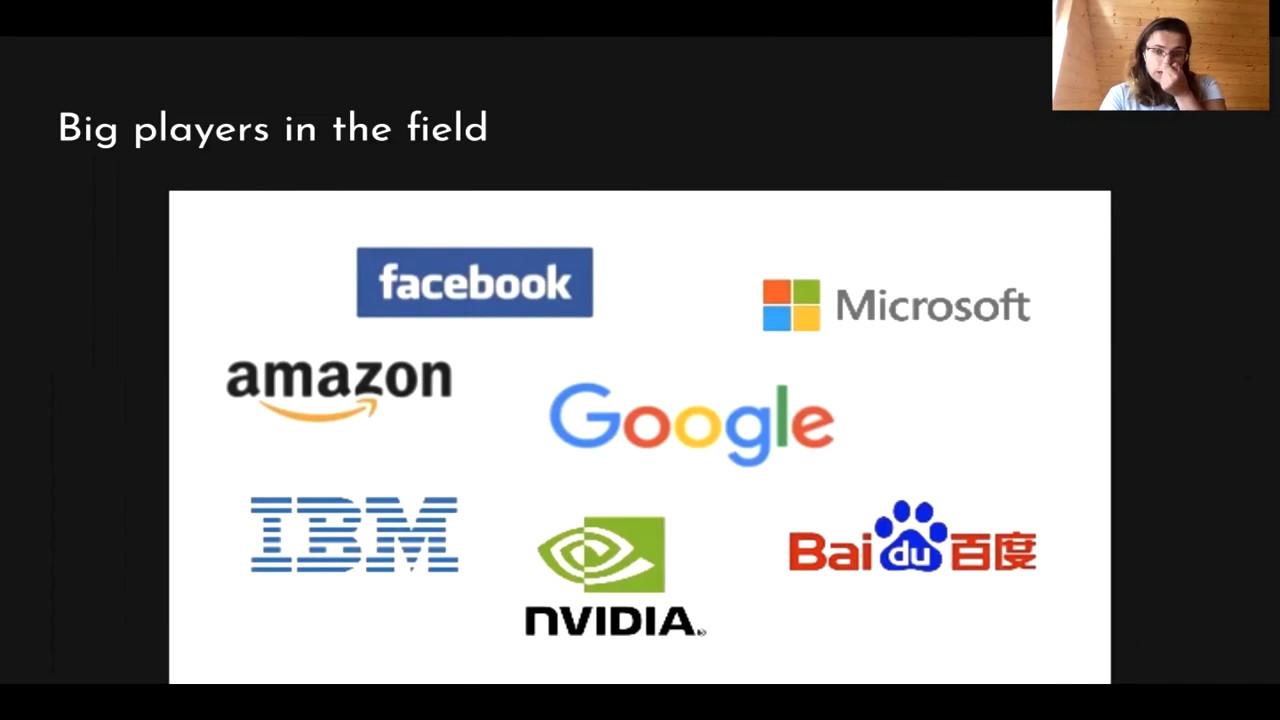 Big players in the field
facebook
Microsoft
amazon
Google
IBM
NVIDIA
Baidu百度